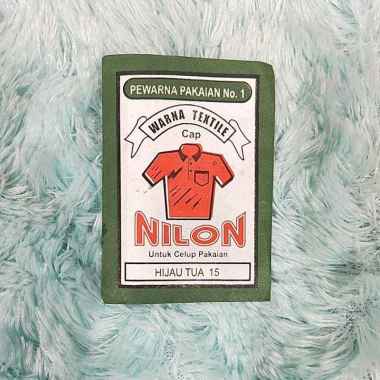 PEWARNA PAKAIAN No. 1
WARNA TEXTILE
Cap
NILON
Untuk Celup Pakaian
HIJAU TUA 15